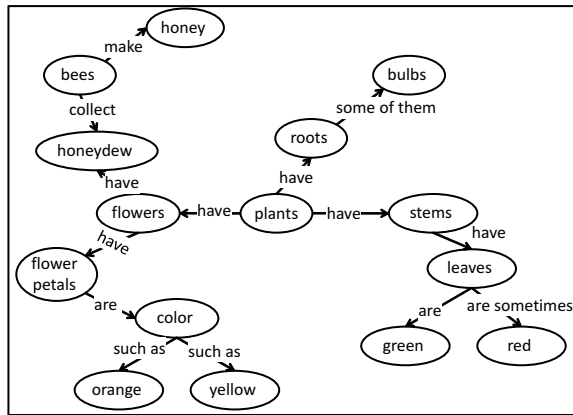 honey
make
bees
bulbs
collect
some of them
roots
honeydew
have
have
flowers
have
plants
have
stems
have
have
flower
petals
leaves
are
color
are
are sometimes
such as
such as
green
red
orange
yellow